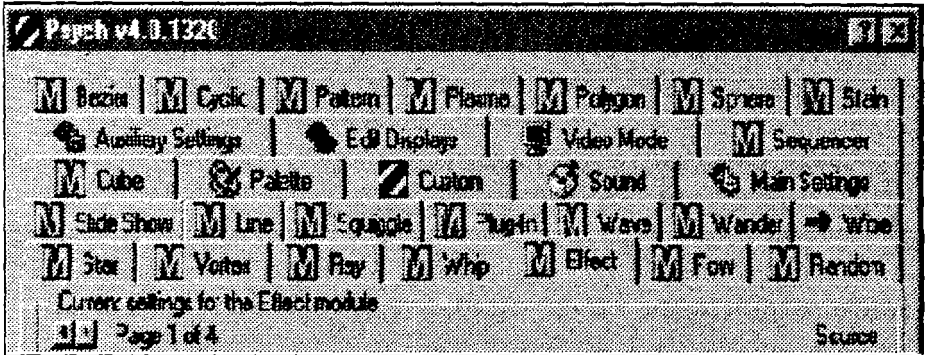 Psych v4.0.1320
Bezier Cyclic Pattern Plasma Polygon Sphere Stain
Auxiliary Settings Edit Displays Video Mode Sequencer
Cube Palette Custom Sound Main Settings
Slide Show Line Squiggle Plug-In Wave Wander Wipe
Star Vortex Ray Whip Effect Random
Current settings for the Effect module
Page 1 of 4 Source